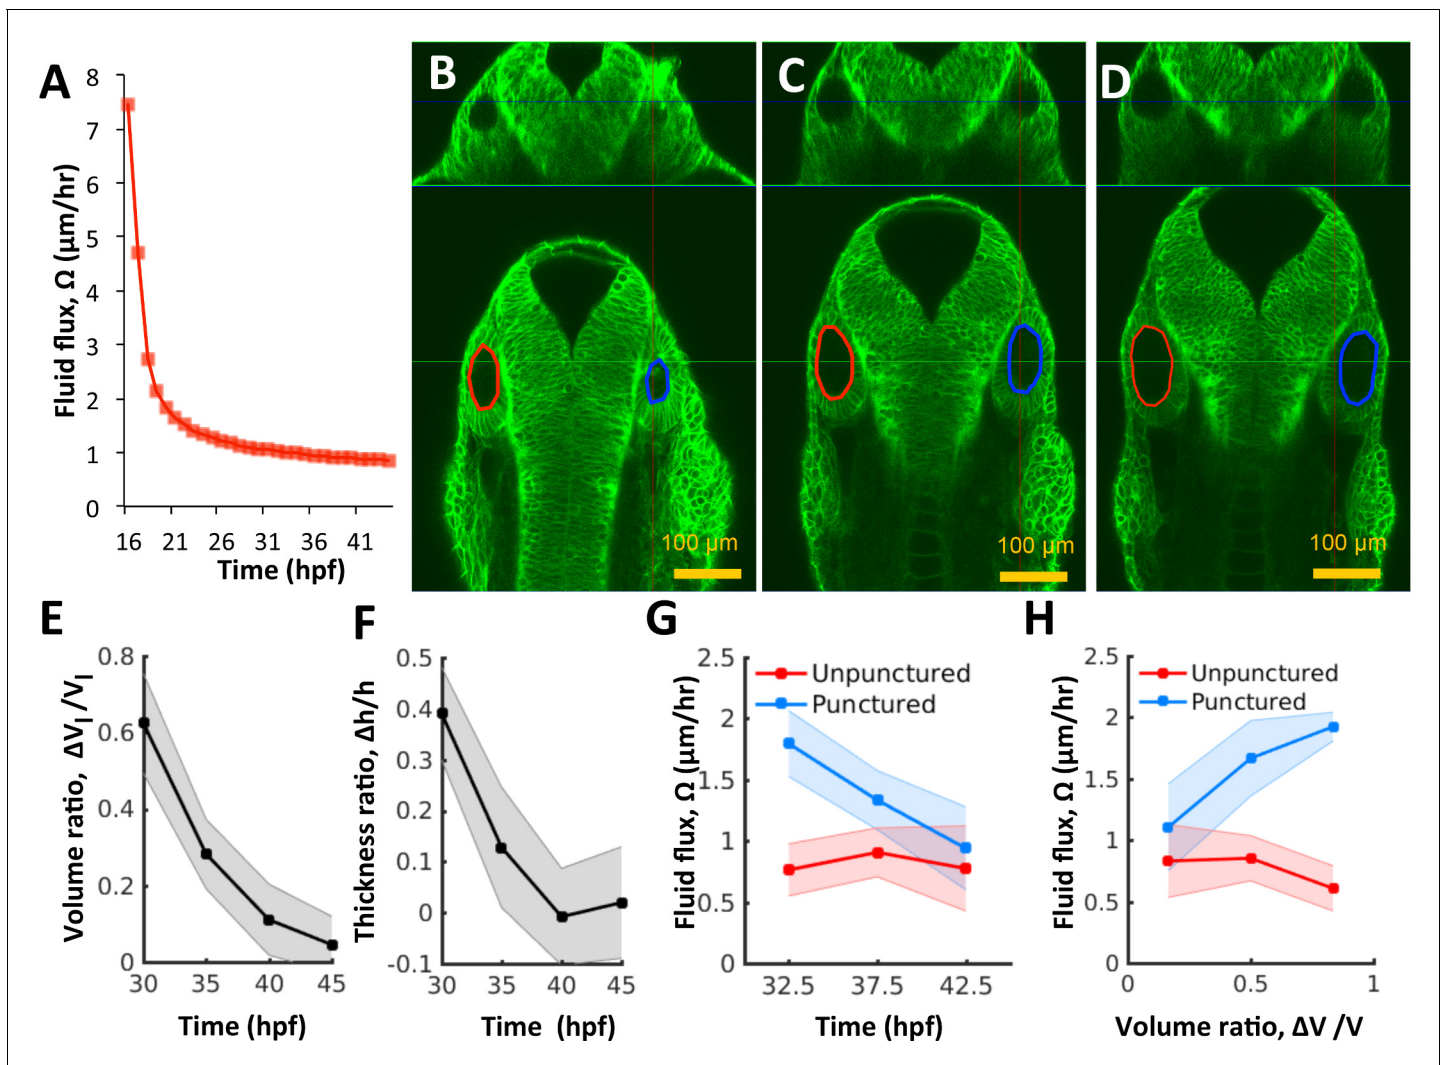 A
8
7
6
5
4
3
2
1
0
Fluid flux, Ω (µm/hr)
16 21 26 31 36 41
Time (hpf)
B
100 µm
C
100 µm
D
100 µm
E
0.8
0.6
0.4
0.2
0
Volume ratio, ΔVl/Vl
30 35 40 45
Time (hpf)
F
0.5
0.4
0.3
0.2
0.1
0
-0.1
Thickness ratio, Δh/h
30 35 40 45
Time (hpf)
G
2.5
2
1.5
1
0.5
0
Fluid flux, Ω (µm/hr)
Unpunctured
Punctured
32.5 37.5 42.5
Time (hpf)
H
2.5
2
1.5
1
0.5
0
Fluid flux, Ω (µm/hr)
Unpunctured
Punctured
0 0.5 1
Volume ratio, ΔV /V